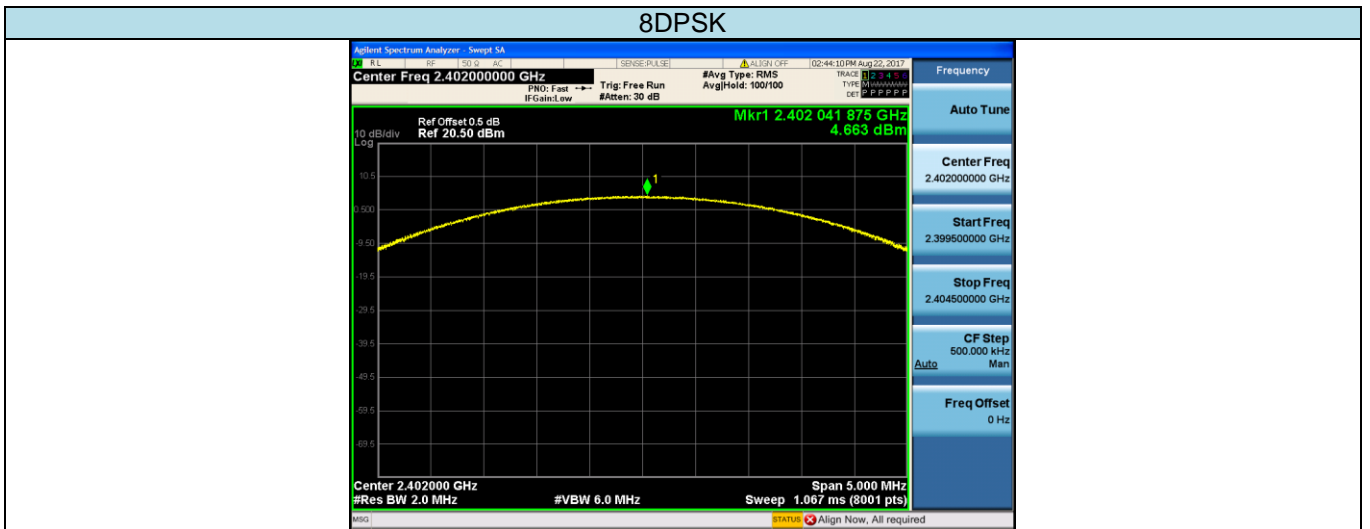 8DPSK
Agilent Spectrum Analyzer - Swept SA
RL RF 50 Ω AC SENSE:PULSE ALIGN OFF 02:44:10 PM Aug 22, 2017
Center Freq 2.402000000 GHz
PNO: Fast
IFGain:Low
Trig: Free Run
#Atten: 30 dB
#Avg Type: RMS
Avg|Hold: 100/100
TRACE 1 2 3 4 5 6
TYPE M
DET P P P P P P
Ref Offset 0.5 dB
10 dB/div Ref 20.50 dBm
Log
Mkr1 2.402 041 875 GHz
4.663 dBm
1
10.5
0.500
-9.50
-19.5
-29.5
-39.5
-49.5
-59.5
-69.5
Center 2.402000 GHz Span 5.000 MHz
#Res BW 2.0 MHz #VBW 6.0 MHz Sweep 1.067 ms (8001 pts)
MSG STATUS Align Now, All required
Frequency
Auto Tune
Center Freq
2.402000000 GHz
Start Freq
2.399500000 GHz
Stop Freq
2.404500000 GHz
CF Step
500.000 kHz
Auto Man
Freq Offset
0 Hz